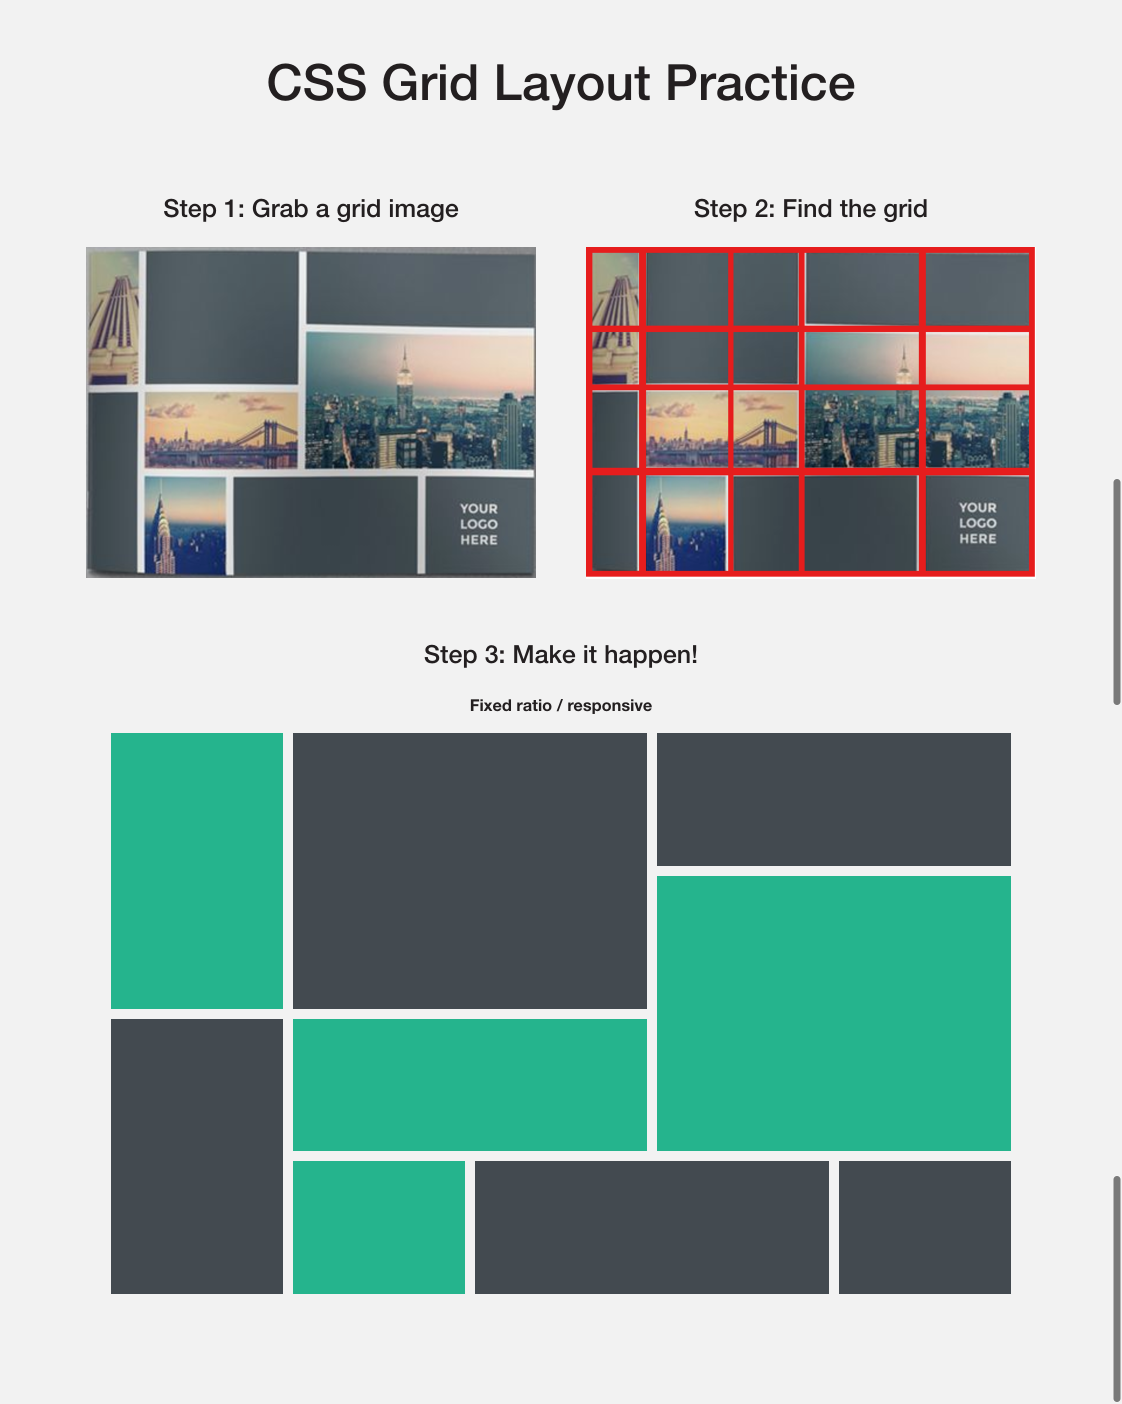 CSS Grid Layout Practice
Step 1: Grab a grid image
Step 2: Find the grid
YOUR
LOGO
HERE
YOUR
LOGO
HERE
Step 3: Make it happen!
Fixed ratio / responsive